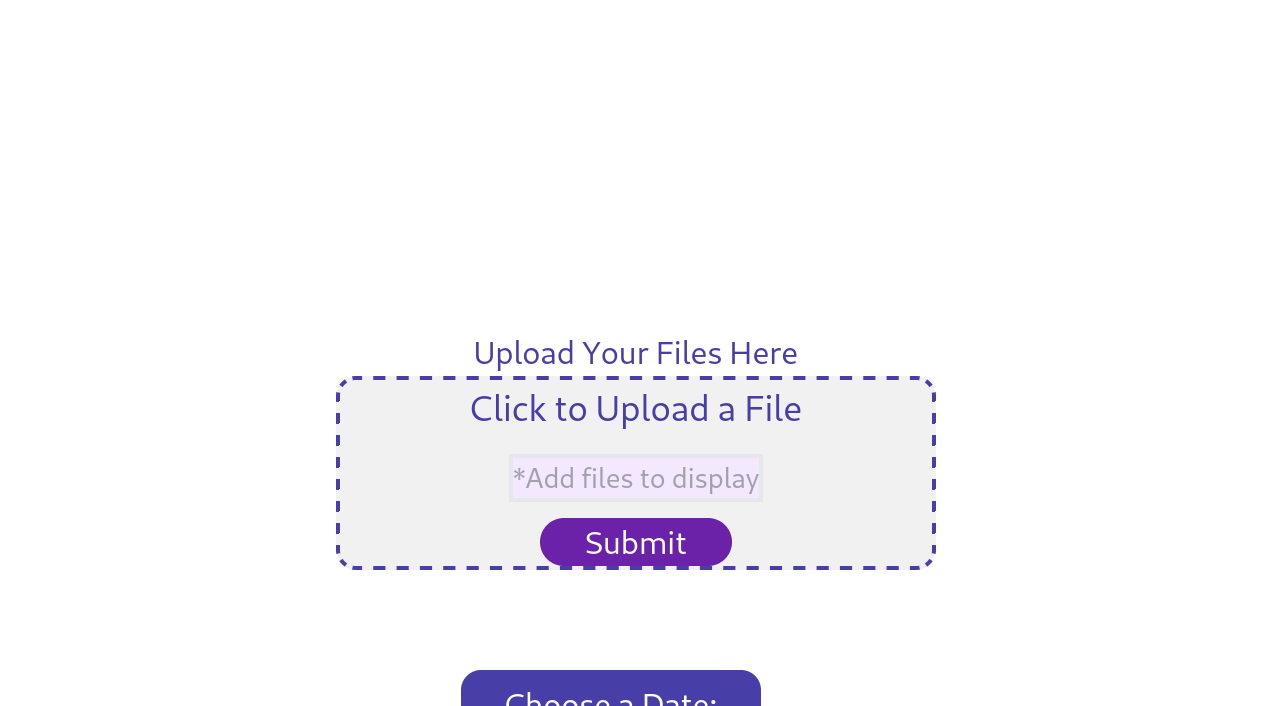 Upload Your Files Here
Click to Upload a File
*Add files to display
Submit
Choose a Date: